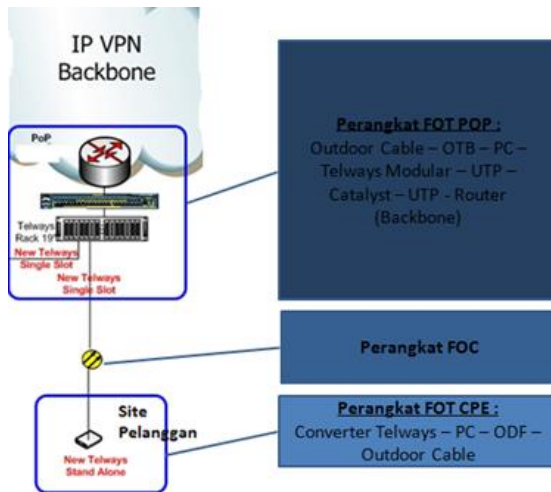 IP VPN
Backbone
PoP
Telways
Rack 19"
New Telways
Single Slot
New Telways
Single Slot
Site
Pelanggan
New Telways
Stand Alone
Perangkat FOT POP :
Outdoor Cable – OTB – PC –
Telways Modular – UTP –
Catalyst – UTP - Router
(Backbone)
Perangkat FOC
Perangkat FOT CPE :
Converter Telways – PC – ODF –
Outdoor Cable